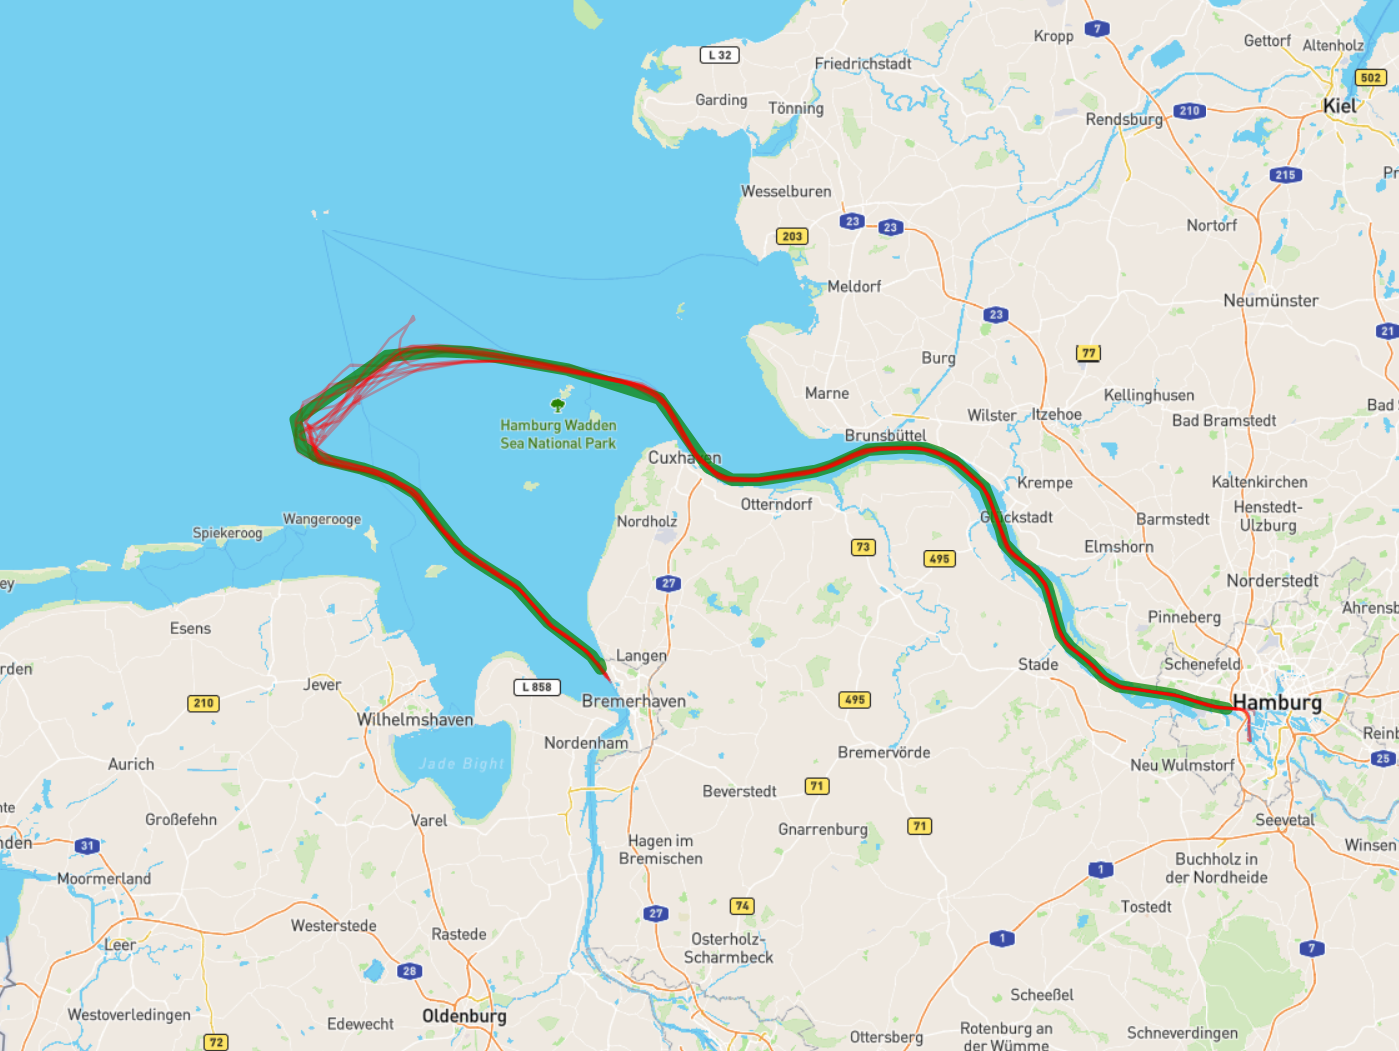 Kropp
7
Gettorf
Altenholz
L 32
Friedrichstadt
502
Garding
Tönning
Rendsburg
210
Kiel
Wesselburen
215
Pr
23
23
203
Nortorf
Meldorf
Neumünster
23
21
Burg
77
Marne
Kellinghusen
Wilster
Itzehoe
Bad Bramstedt
Bad
Hamburg Wadden
Sea National Park
Brunsbüttel
Cuxhaven
Krempe
Kaltenkirchen
Otterndorf
Glückstadt
Henstedt-
Ulzburg
Barmstedt
Wangerooge
Nordholz
Spiekeroog
73
495
Elmshorn
ey
27
Norderstedt
Ahrensb
Pinneberg
Esens
Langen
Stade
Schenefeld
rden
Jever
L 858
210
Bremerhaven
495
Hamburg
Wilhelmshaven
Nordenham
Bremervörde
Reinb
Jade Bight
Aurich
Neu Wulmstorf
25
71
Beverstedt
nte
Großefehn
Varel
Gnarrenburg
71
Seevetal
nden
31
Hagen im
Bremischen
Winsen
Buchholz in
der Nordheide
1
Moormerland
74
27
Tostedt
Westerstede
Rastede
1
7
Leer
Osterholz-
Scharmbeck
28
Scheeßel
Westoverledingen
Edewecht
Oldenburg
Ottersberg
Rotenburg an
der Wümme
Schneverdingen
72